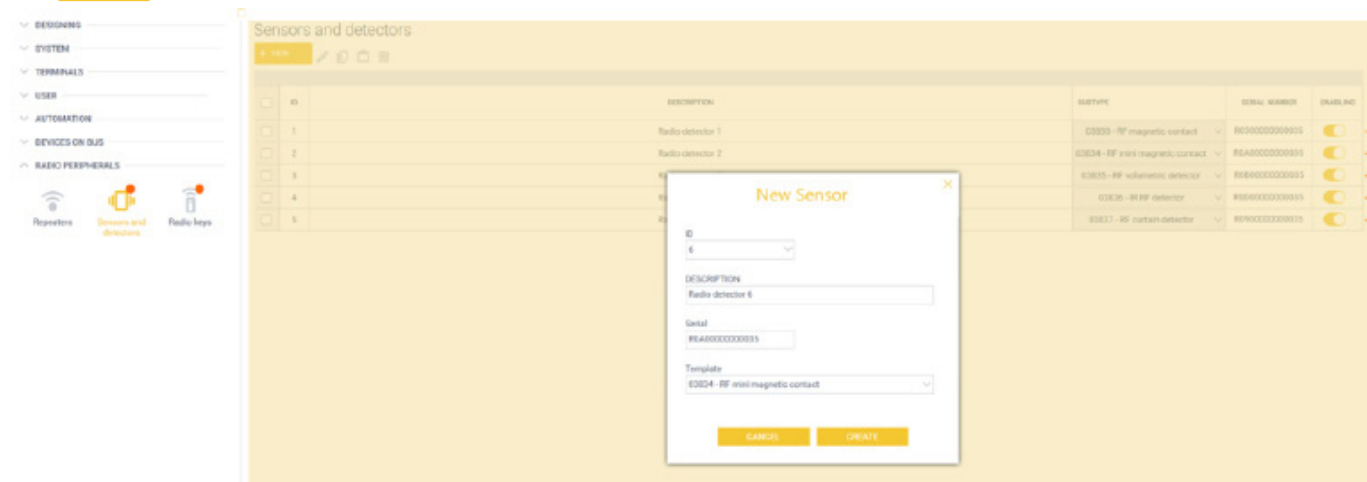 DESIGNING
SYSTEM
TERMINALS
USER
AUTOMATION
DEVICES ON BUS
RADIO PERIPHERALS
Repeaters
Sensors and detectors
Radio keys
Sensors and detectors
ID DESCRIPTION SUBTYPE SERIAL NUMBER ENABLING
1 Radio detector 1 03833 - RF magnetic contact
2 Radio detector 2 03834 - RF mini magnetic contact
3 03835 - RF volumetric detector
4 03836 - IR RF detector
5 03837 - RF curtain detector
New Sensor
ID
6
DESCRIPTION
Radio detector 6
Serial
R0A00000000035
Template
03834 - RF mini magnetic contact
CANCEL CREATE